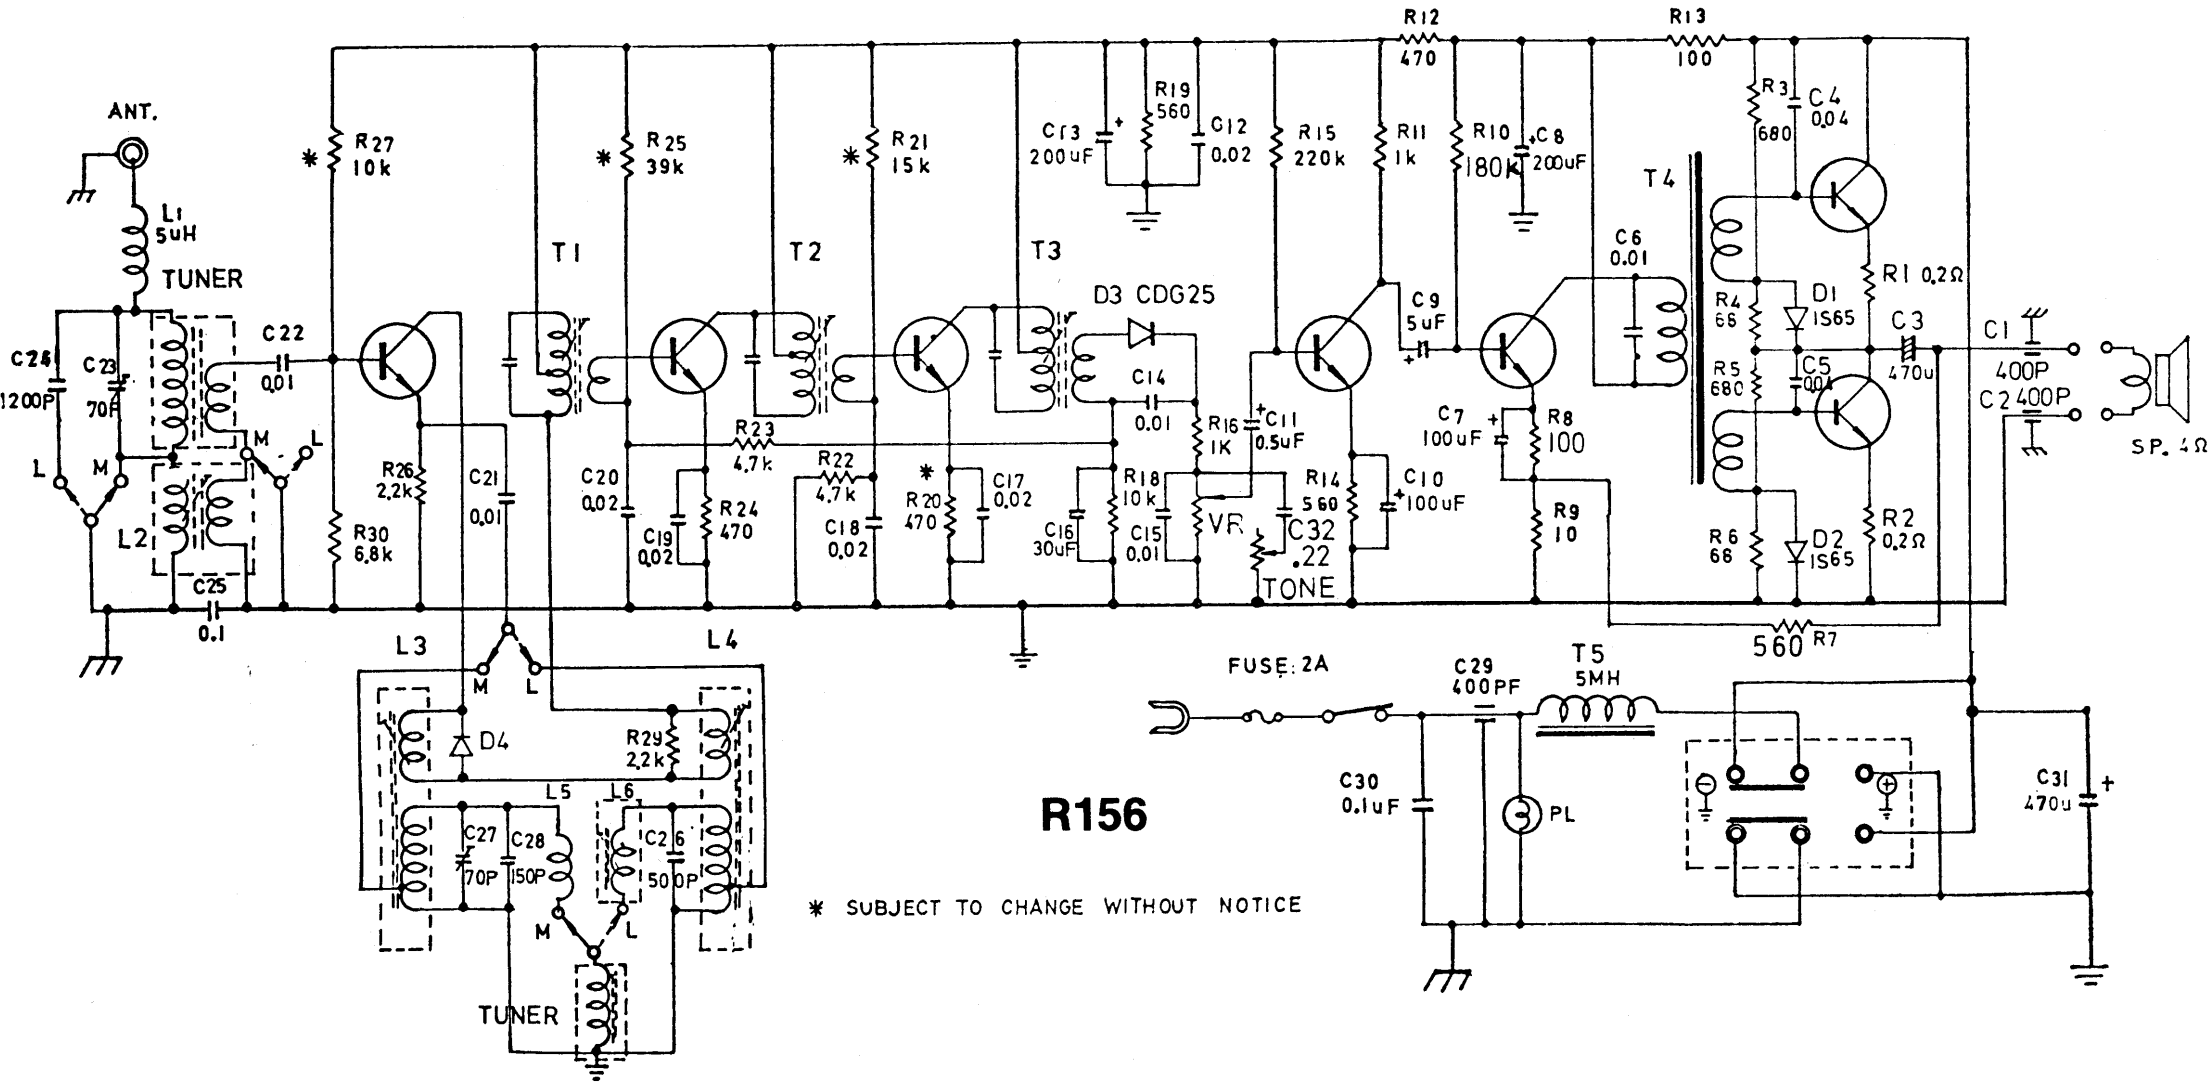 R12
470
R13
100
ANT.
L1
5uH
TUNER
* R27
10k
* R25
39k
* R21
15k
C13 +
200uF
R19
560
C12
0.02
R15
220k
R11
1k
R10
180K
+ C8
200uF
R3
680
C4
0.04
T1
T2
T3
T4
C6
0.01
D3 CDG25
C9
5uF
+
R1 0.2Ω
R4
66
D1
1S65
C3
470u
C1
400P
C2 400P
SP. 4Ω
C24
1200P
C23
70P
C22
0.01
L
M
M
L
L2
C25
0.1
R30
6.8k
R26
2.2k
C21
0.01
C20
0.02
R23
4.7k
C19
0.02
R24
470
R22
4.7k
C18
0.02
* R20
470
C17
0.02
C14
0.01
R16
1K
+ C11
0.5uF
C16
30uF
R18
10k
C15
0.01
VR
C32
.22
TONE
R14
560
+ C10
100uF
C7 +
100uF
R8
100
R9
10
R5
680
C5
0.04
R6
68
D2
1S65
R2
0.2Ω
560 R7
L3
L4
M
L
D4
R29
2.2k
L5
L6
C27
70P
C28
150P
C26
500P
M
L
TUNER
FUSE: 2A
C29
400PF
T5
5MH
C30
0.1uF
PL
⊖
⊕
C31 +
470u
R156
* SUBJECT TO CHANGE WITHOUT NOTICE